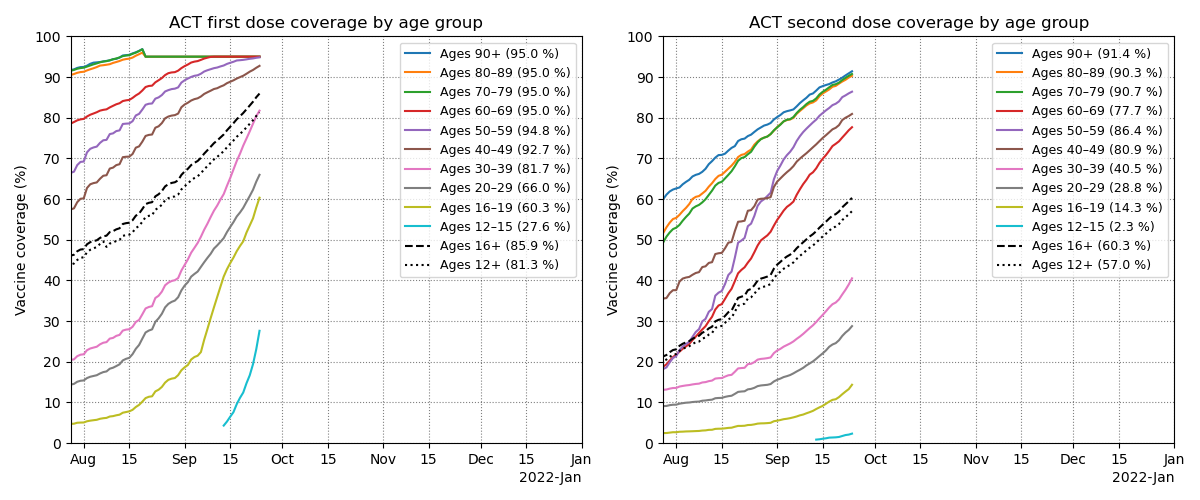 ACT first dose coverage by age group
Vaccine coverage (%)
100
90
80
70
60
50
40
30
20
10
0
Aug 15 Sep 15 Oct 15 Nov 15 Dec 15 Jan
2022-Jan
Ages 90+ (95.0 %)
Ages 80–89 (95.0 %)
Ages 70–79 (95.0 %)
Ages 60–69 (95.0 %)
Ages 50–59 (94.8 %)
Ages 40–49 (92.7 %)
Ages 30–39 (81.7 %)
Ages 20–29 (66.0 %)
Ages 16–19 (60.3 %)
Ages 12–15 (27.6 %)
Ages 16+ (85.9 %)
Ages 12+ (81.3 %)
ACT second dose coverage by age group
Vaccine coverage (%)
100
90
80
70
60
50
40
30
20
10
0
Aug 15 Sep 15 Oct 15 Nov 15 Dec 15 Jan
2022-Jan
Ages 90+ (91.4 %)
Ages 80–89 (90.3 %)
Ages 70–79 (90.7 %)
Ages 60–69 (77.7 %)
Ages 50–59 (86.4 %)
Ages 40–49 (80.9 %)
Ages 30–39 (40.5 %)
Ages 20–29 (28.8 %)
Ages 16–19 (14.3 %)
Ages 12–15 (2.3 %)
Ages 16+ (60.3 %)
Ages 12+ (57.0 %)